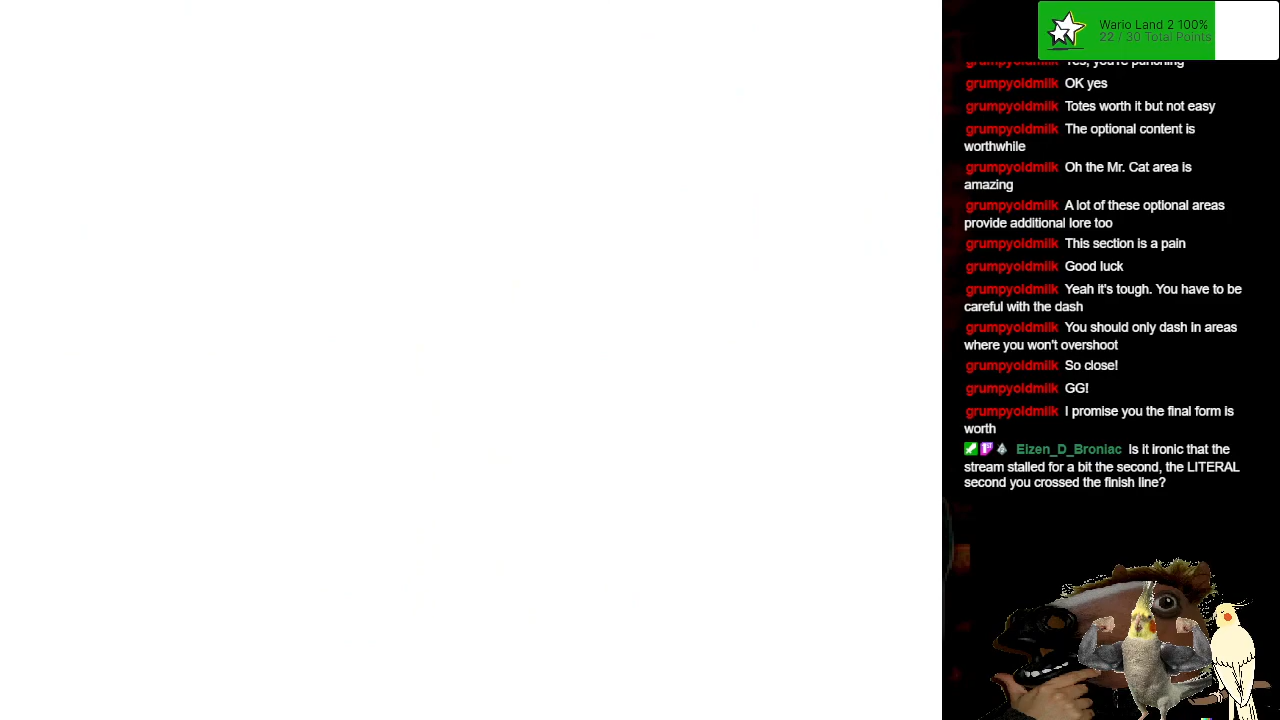 Wario Land 2 100%
22 / 30 Total Points
grumpyoldmilk Yes, you're punching
grumpyoldmilk OK yes
grumpyoldmilk Totes worth it but not easy
grumpyoldmilk The optional content is
worthwhile
grumpyoldmilk Oh the Mr. Cat area is
amazing
grumpyoldmilk A lot of these optional areas
provide additional lore too
grumpyoldmilk This section is a pain
grumpyoldmilk Good luck
grumpyoldmilk Yeah it's tough. You have to be
careful with the dash
grumpyoldmilk You should only dash in areas
where you won't overshoot
grumpyoldmilk So close!
grumpyoldmilk GG!
grumpyoldmilk I promise you the final form is
worth
Eizen_D_Broniac Is it ironic that the
stream stalled for a bit the second, the LITERAL
second you crossed the finish line?